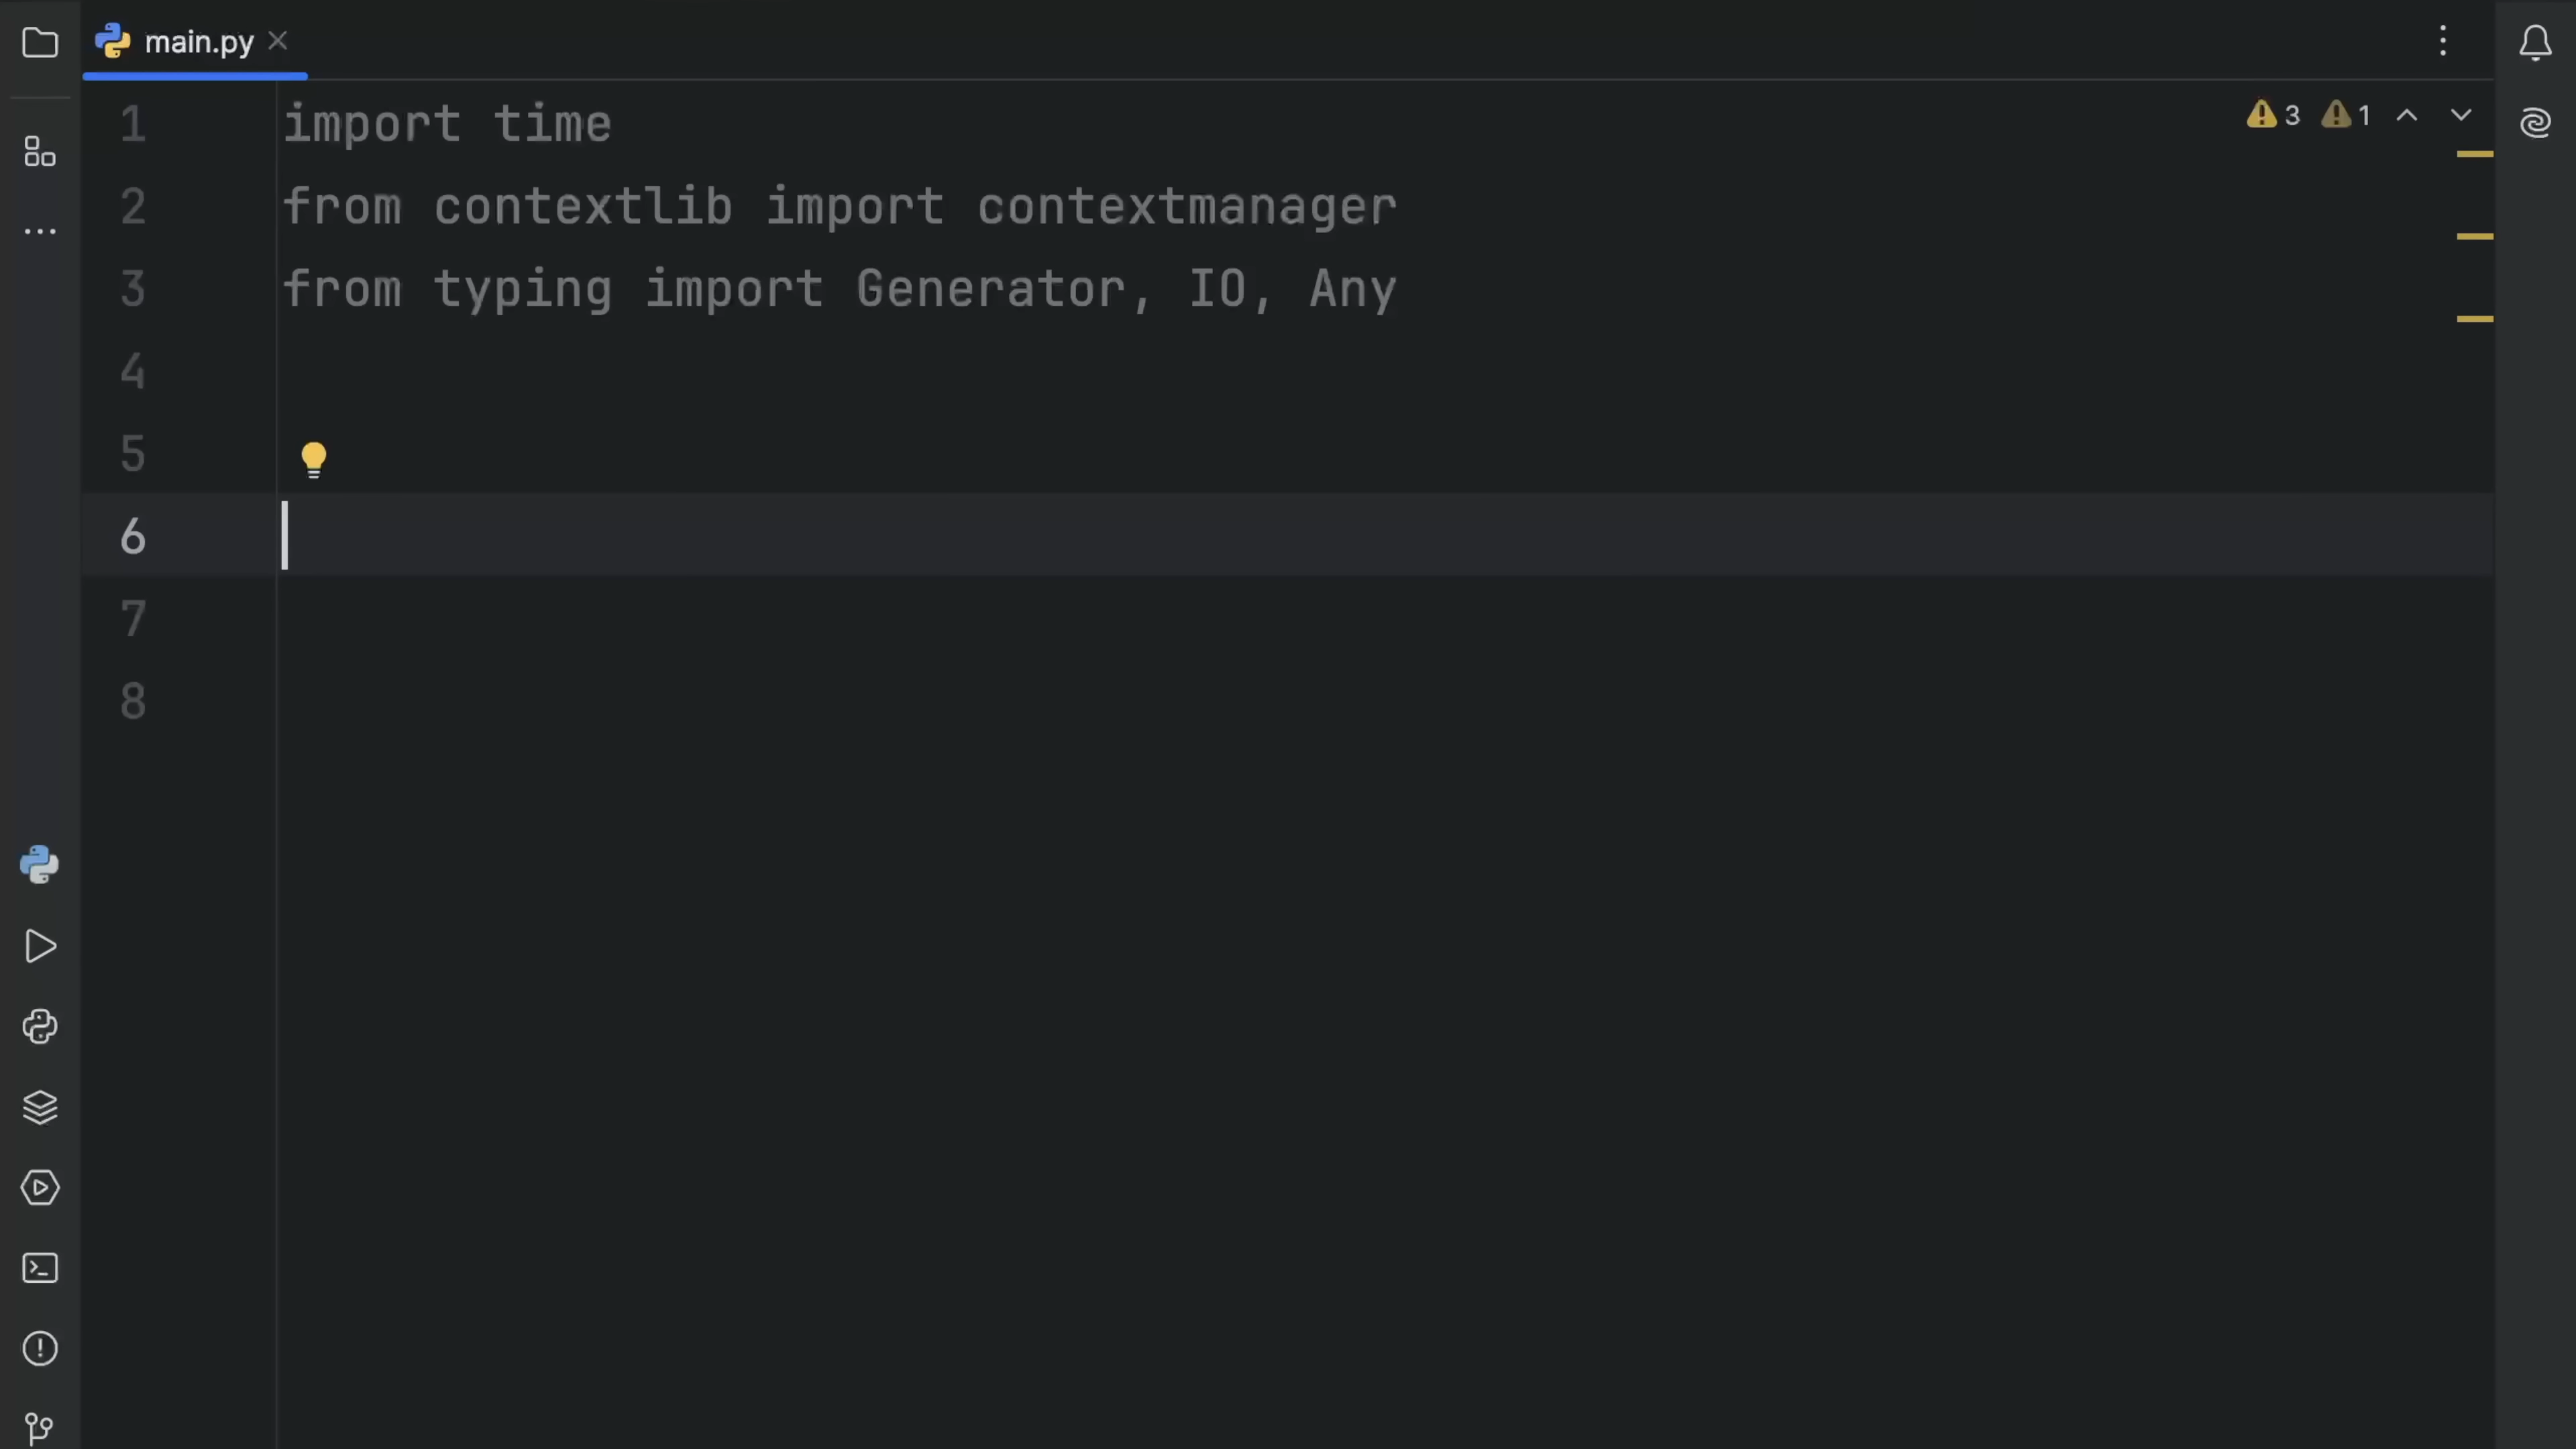 main.py
3 1
1 import time
2 from contextlib import contextmanager
3 from typing import Generator, IO, Any
4
5
6
7
8